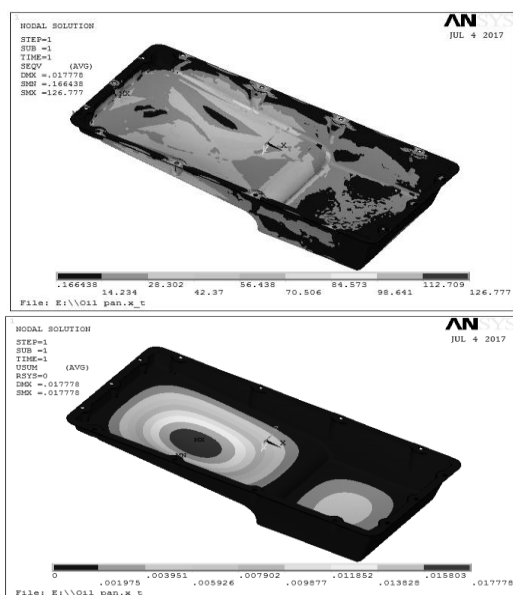 1
NODAL SOLUTION
STEP=1
SUB =1
TIME=1
SEQV (AVG)
DMX =.017778
SMN =.166438
SMX =126.777
ANSYS
JUL 4 2017
MX
X
.166438 28.302 56.438 84.573 112.709
14.234 42.37 70.506 98.641 126.777
File: E:\\Oil pan.x_t
1
NODAL SOLUTION
STEP=1
SUB =1
TIME=1
USUM (AVG)
RSYS=0
DMX =.017778
SMX =.017778
ANSYS
JUL 4 2017
MX
X
MN
0 .003951 .007902 .011852 .015803
.001975 .005926 .009877 .013828 .017778
File: E:\\Oil pan.x_t